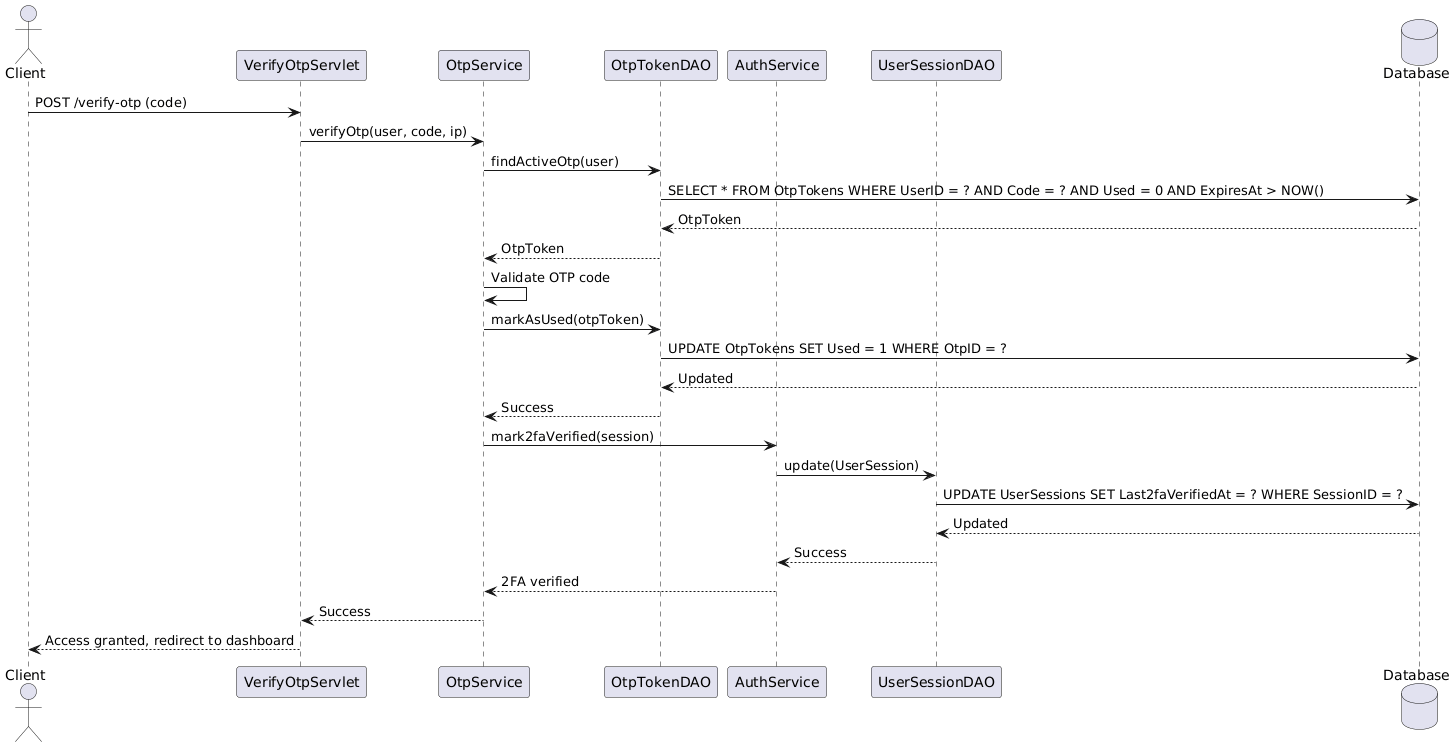 Client
VerifyOtpServlet
OtpService
OtpTokenDAO
AuthService
UserSessionDAO
Database
POST /verify-otp (code)
verifyOtp(user, code, ip)
findActiveOtp(user)
SELECT * FROM OtpTokens WHERE UserID = ? AND Code = ? AND Used = 0 AND ExpiresAt > NOW()
OtpToken
OtpToken
Validate OTP code
markAsUsed(otpToken)
UPDATE OtpTokens SET Used = 1 WHERE OtpID = ?
Updated
Success
mark2faVerified(session)
update(UserSession)
UPDATE UserSessions SET Last2faVerifiedAt = ? WHERE SessionID = ?
Updated
Success
2FA verified
Success
Access granted, redirect to dashboard
Client
VerifyOtpServlet
OtpService
OtpTokenDAO
AuthService
UserSessionDAO
Database